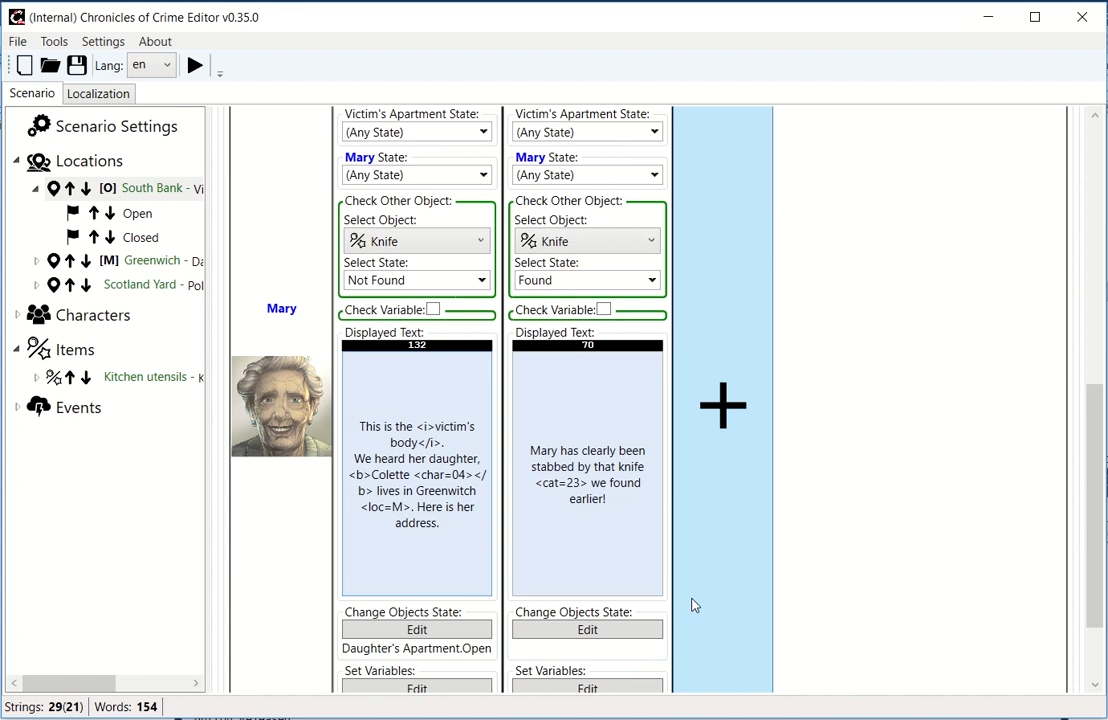 (Internal) Chronicles of Crime Editor v0.35.0
File Tools Settings About
Lang: en
Scenario Localization
Scenario Settings
Locations
[O] South Bank - Vi
Open
Closed
[M] Greenwich - Da
Scotland Yard - Pol
Characters
Items
Kitchen utensils - K
Events
Mary
Victim's Apartment State:
(Any State)
Mary State:
(Any State)
Check Other Object:
Select Object:
Knife
Select State:
Not Found
Check Variable:
Displayed Text:
132
This is the <i>victim's
body</i>.
We heard her daughter,
<b>Colette <char=04></
b> lives in Greenwitch
<loc=M>. Here is her
address.
Change Objects State:
Edit
Daughter's Apartment.Open
Set Variables:
Edit
Victim's Apartment State:
(Any State)
Mary State:
(Any State)
Check Other Object:
Select Object:
Knife
Select State:
Found
Check Variable:
Displayed Text:
70
Mary has clearly been
stabbed by that knife
<cat=23> we found
earlier!
Change Objects State:
Edit
Set Variables:
Edit
Strings: 29(21) Words: 154